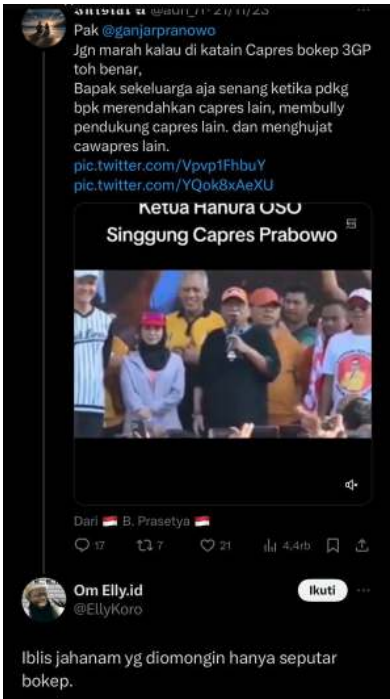 21/11/23
Pak @ganjarpranowo
Jgn marah kalau di katain Capres bokep 3GP
toh benar,
Bapak sekeluarga aja senang ketika pdkg
bpk merendahkan capres lain, membully
pendukung capres lain. dan menghujat
cawapres lain.
pic.twitter.com/Vpvp1FhbuY
pic.twitter.com/YQok8xAeXU
Ketua Hanura OSO
Singgung Capres Prabowo
Dari 🇮🇩 B. Prasetya 🇮🇩
17 7 21 4,4rb
Om Elly.id
Ikuti
@EllyKoro
Iblis jahanam yg diomongin hanya seputar
bokep.